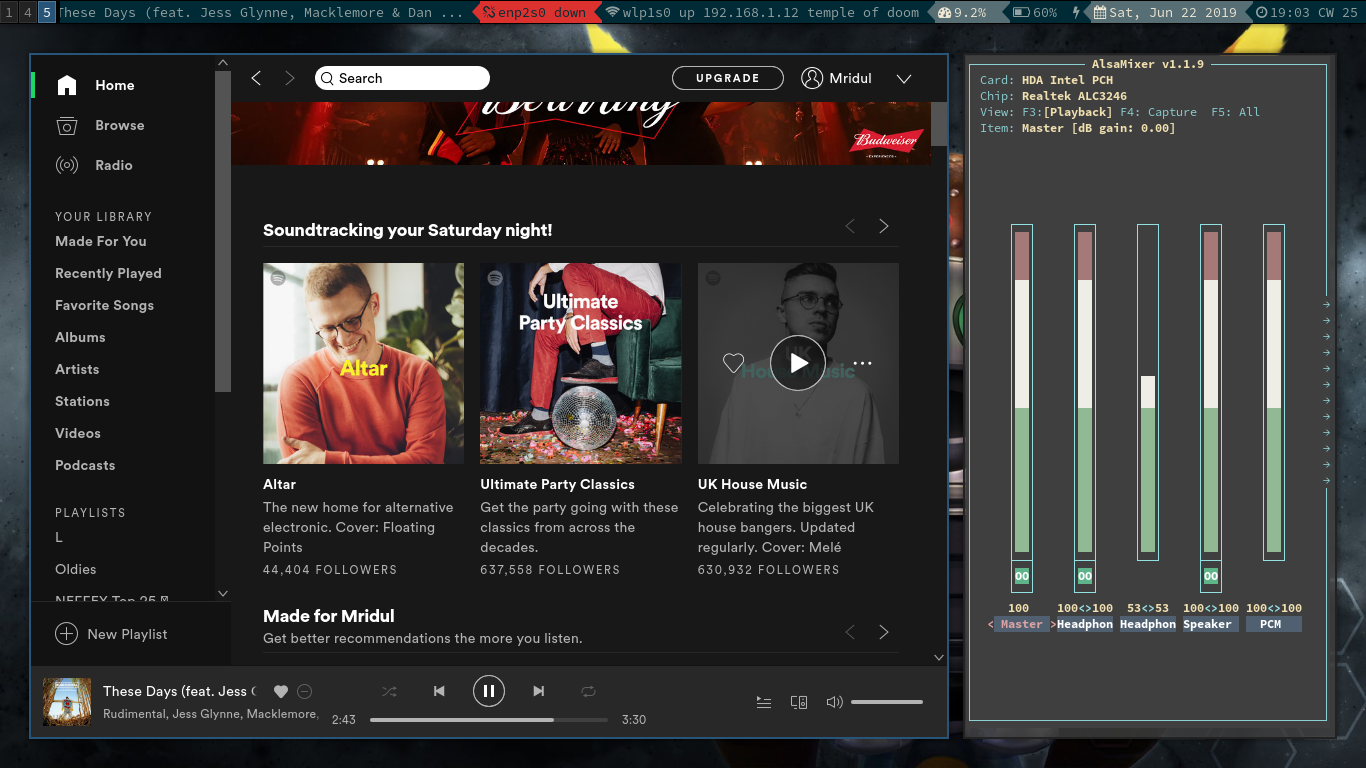 1 4 5 These Days (feat. Jess Glynne, Macklemore & Dan ... enp2s0 down wlp1s0 up 192.168.1.12 temple of doom 9.2% 60% Sat, Jun 22 2019 19:03 CW 25
Home
Browse
Radio
YOUR LIBRARY
Made For You
Recently Played
Favorite Songs
Albums
Artists
Stations
Videos
Podcasts
PLAYLISTS
L
Oldies
NEFFEX Top 25
New Playlist
Search
UPGRADE
Mridul
Budweiser
Soundtracking your Saturday night!
Altar
Ultimate
Party Classics
UK
House Music
Altar
The new home for alternative
electronic. Cover: Floating
Points
44,404 FOLLOWERS
Ultimate Party Classics
Get the party going with these
classics from across the
decades.
637,558 FOLLOWERS
UK House Music
Celebrating the biggest UK
house bangers. Updated
regularly. Cover: Melé
630,932 FOLLOWERS
Made for Mridul
Get better recommendations the more you listen.
These Days (feat. Jess
Rudimental, Jess Glynne, Macklemore,
2:43
3:30
AlsaMixer v1.1.9
Card: HDA Intel PCH
Chip: Realtek ALC3246
View: F3:[Playback] F4: Capture F5: All
Item: Master [dB gain: 0.00]
OO OO OO
100 100<>100 53<>53 100<>100 100<>100
< Master >Headphon Headphon Speaker PCM